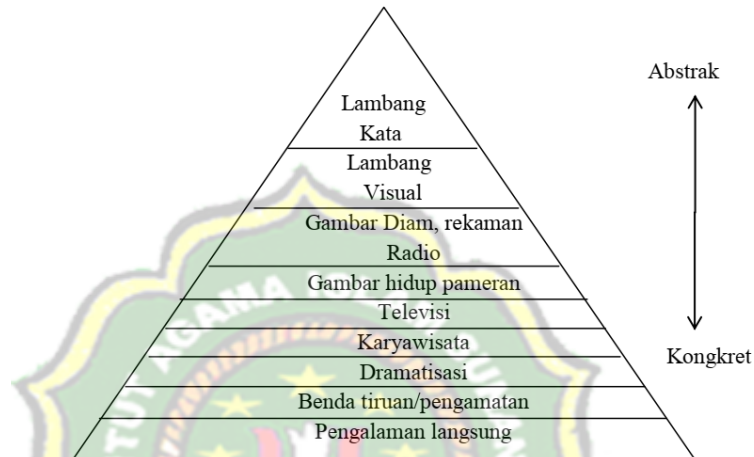 Abstrak
Lambang
Kata
Lambang
Visual
Gambar Diam, rekaman
Radio
Gambar hidup pameran
Televisi
Karyawisata
Kongkret
Dramatisasi
Benda tiruan/pengamatan
Pengalaman langsung